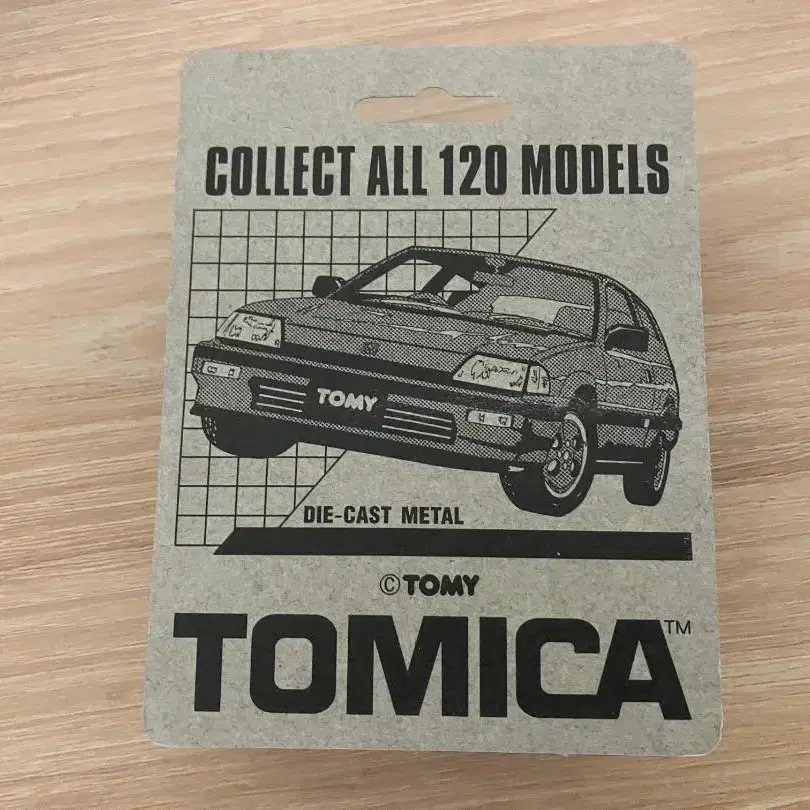 COLLECT ALL 120 MODELS
TOMY
DIE-CAST METAL
©TOMY
TOMICA™